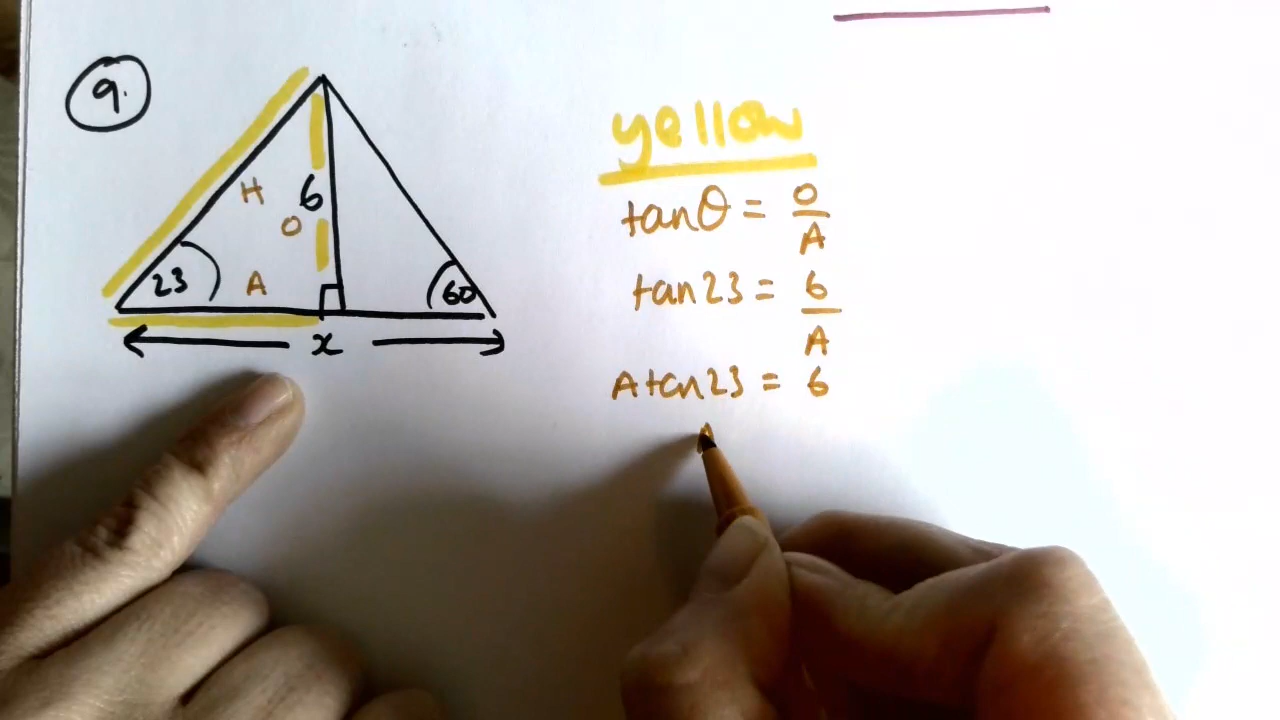 9.
H
6
O
23
A
60
x
yellow
tanθ = O/A
tan23 = 6/A
Atan23 = 6